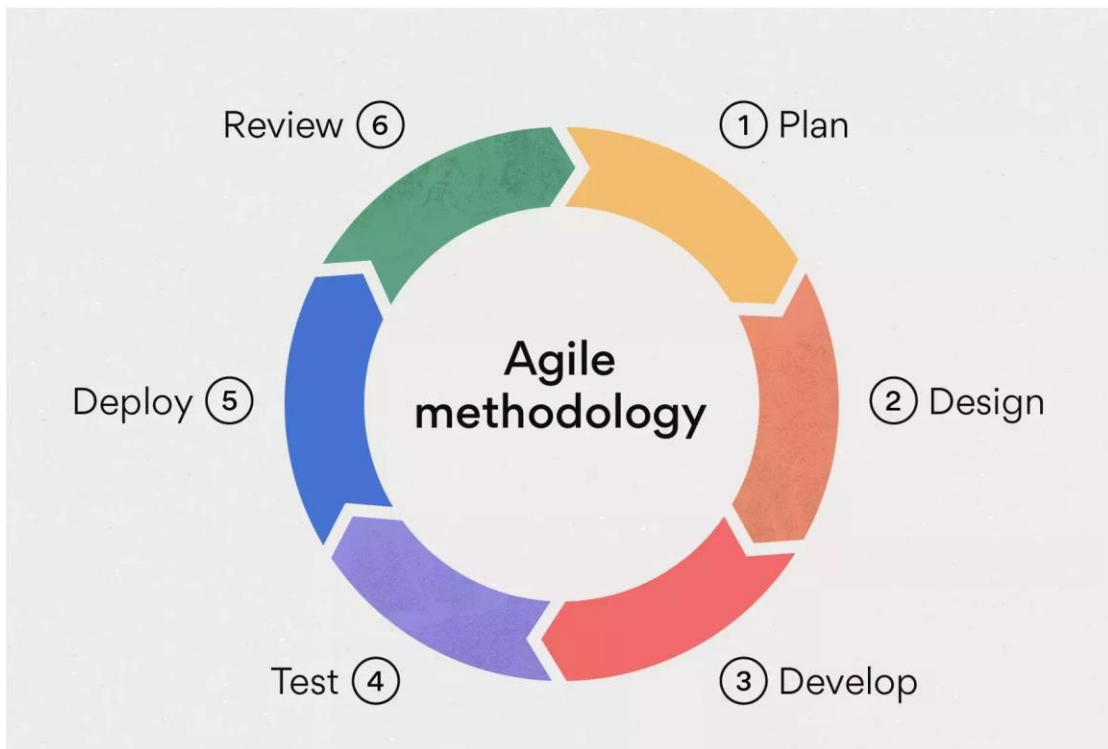 Agile
methodology
1 Plan
2 Design
3 Develop
Test 4
Deploy 5
Review 6